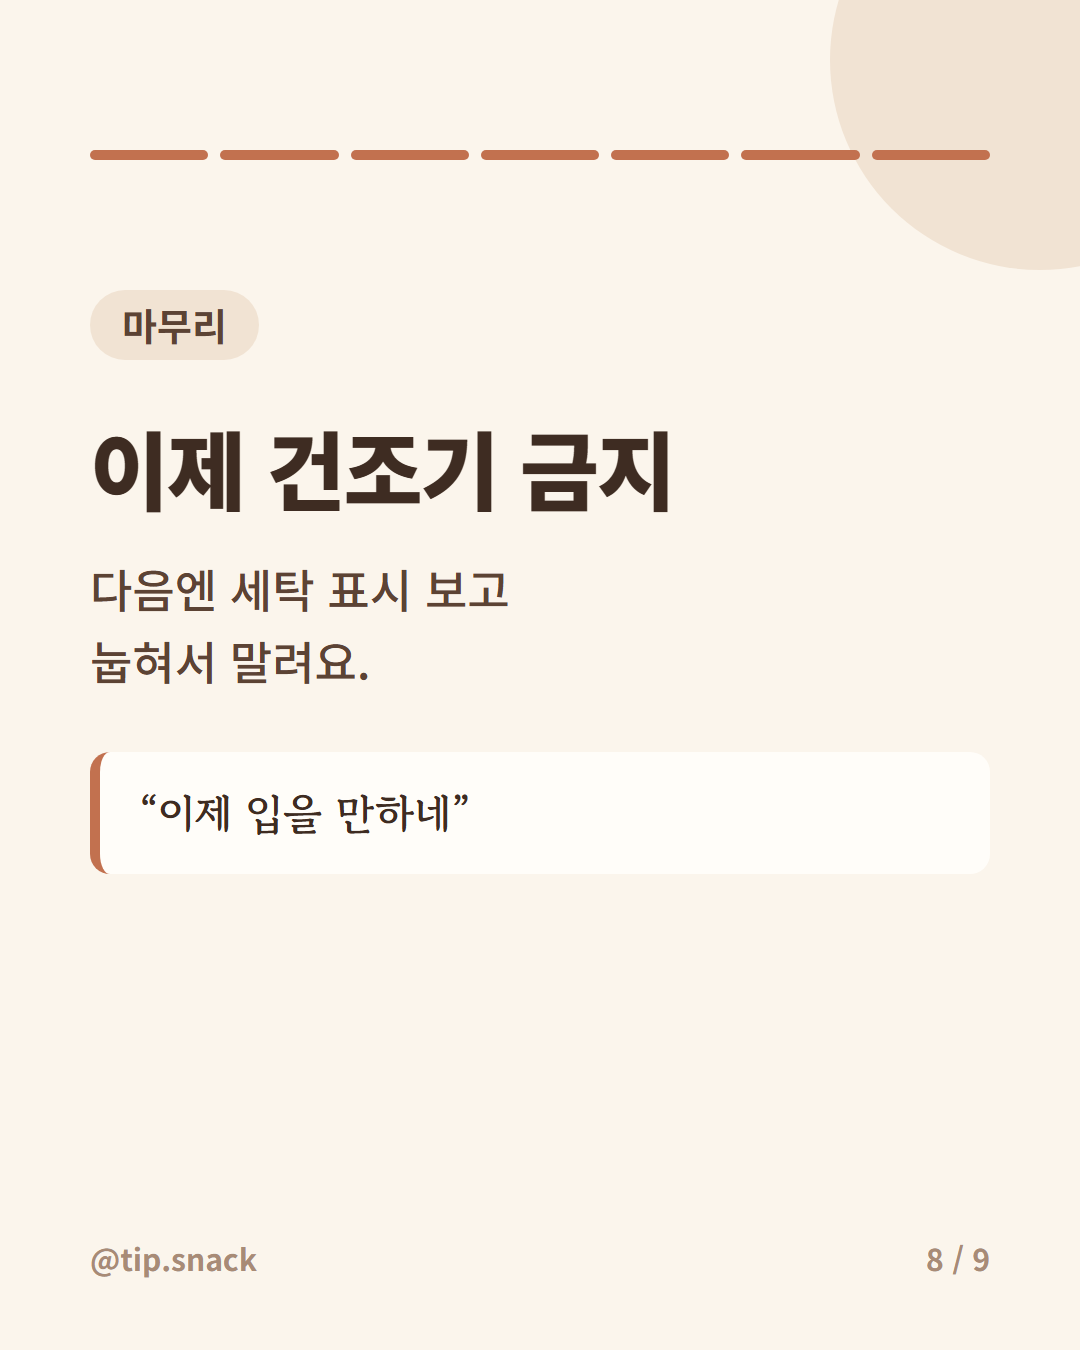 마무리
이제 건조기 금지
다음엔 세탁 표시 보고
눕혀서 말려요.
“이제 입을 만하네”
@tip.snack
8 / 9